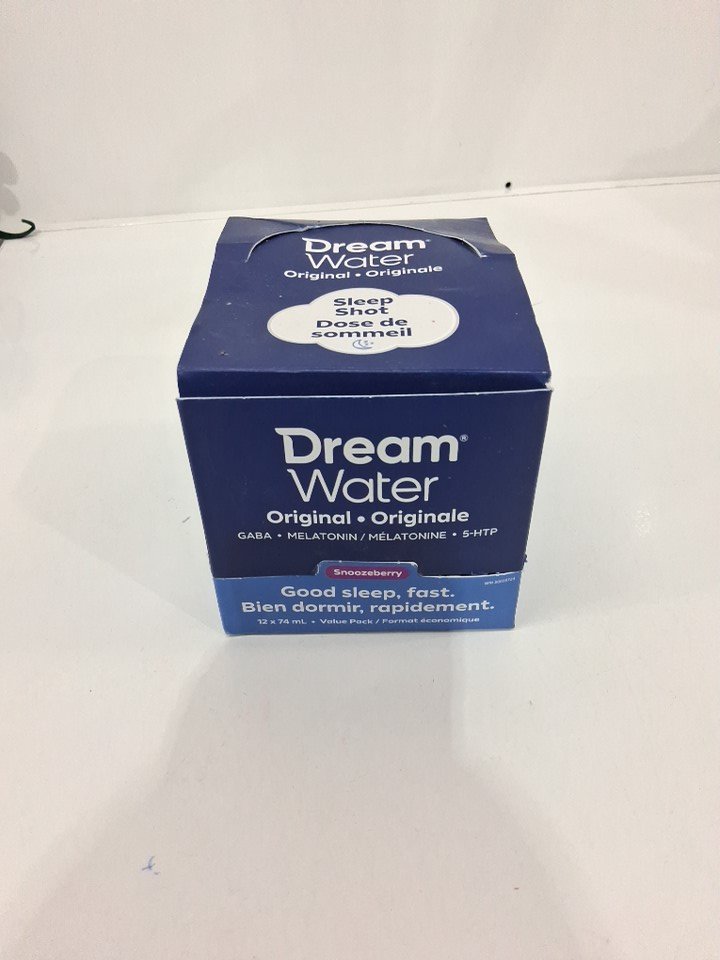 Dream®
Water
Original • Originale
Sleep
Shot
Dose de
sommeil
Dream®
Water
Original • Originale
GABA • MELATONIN / MÉLATONINE • 5-HTP
Snoozeberry
Good sleep, fast.
Bien dormir, rapidement.
12 x 74 mL • Value Pack / Format économique